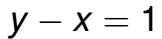 y − x = 1